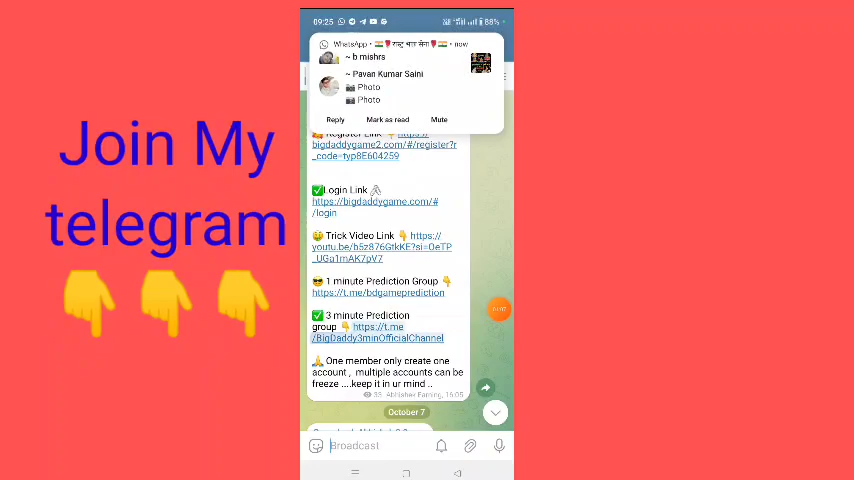 Join My
telegram
09:25
88%
WhatsApp • 🇮🇳🌹राष्ट्र भक्त सेना🌹🇮🇳 • now
~ b mishrs
~ Pavan Kumar Saini
📷 Photo
📷 Photo
Reply Mark as read Mute
Register Link 👇 https://
bigdaddygame2.com/#/register?r
_code=typ8E604259
✅Login Link 🖇
https://bigdaddygame.com/#
/login
🤑 Trick Video Link 👇 https://
youtu.be/b5z876GtkKE?si=OeTP
_UGa1mAK7pV7
😎 1 minute Prediction Group 👇
https://t.me/bdgameprediction
✅ 3 minute Prediction
group 👇 https://t.me
/BigDaddy3minOfficialChannel
🙏 One member only create one
account , multiple accounts can be
freeze ....keep it in ur mind ..
33 Abhishek Earning, 16:05
October 7
Broadcast